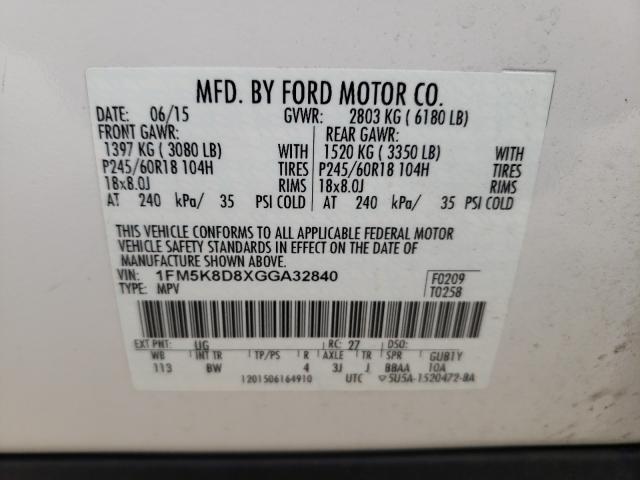 MFD. BY FORD MOTOR CO.
DATE: 06/15 GVWR: 2803 KG ( 6180 LB)
FRONT GAWR: REAR GAWR:
1397 KG ( 3080 LB) WITH 1520 KG ( 3350 LB) WITH
P245/60R18 104H TIRES P245/60R18 104H TIRES
18x8.0J RIMS 18x8.0J RIMS
AT 240 kPa/ 35 PSI COLD AT 240 kPa/ 35 PSI COLD
THIS VEHICLE CONFORMS TO ALL APPLICABLE FEDERAL MOTOR
VEHICLE SAFETY STANDARDS IN EFFECT ON THE DATE OF
MANUFACTURE SHOWN ABOVE.
VIN: 1FM5K8D8XGGA32840 F0209
TYPE: MPV T0258
EXT PNT: UG RC: 27 DSO:
WB INT TR TP/PS R AXLE TR SPR GUB1Y
113 BW 4 3J J BBAA 10A
1201506164910 UTC ▽5U5A-1520472-BA